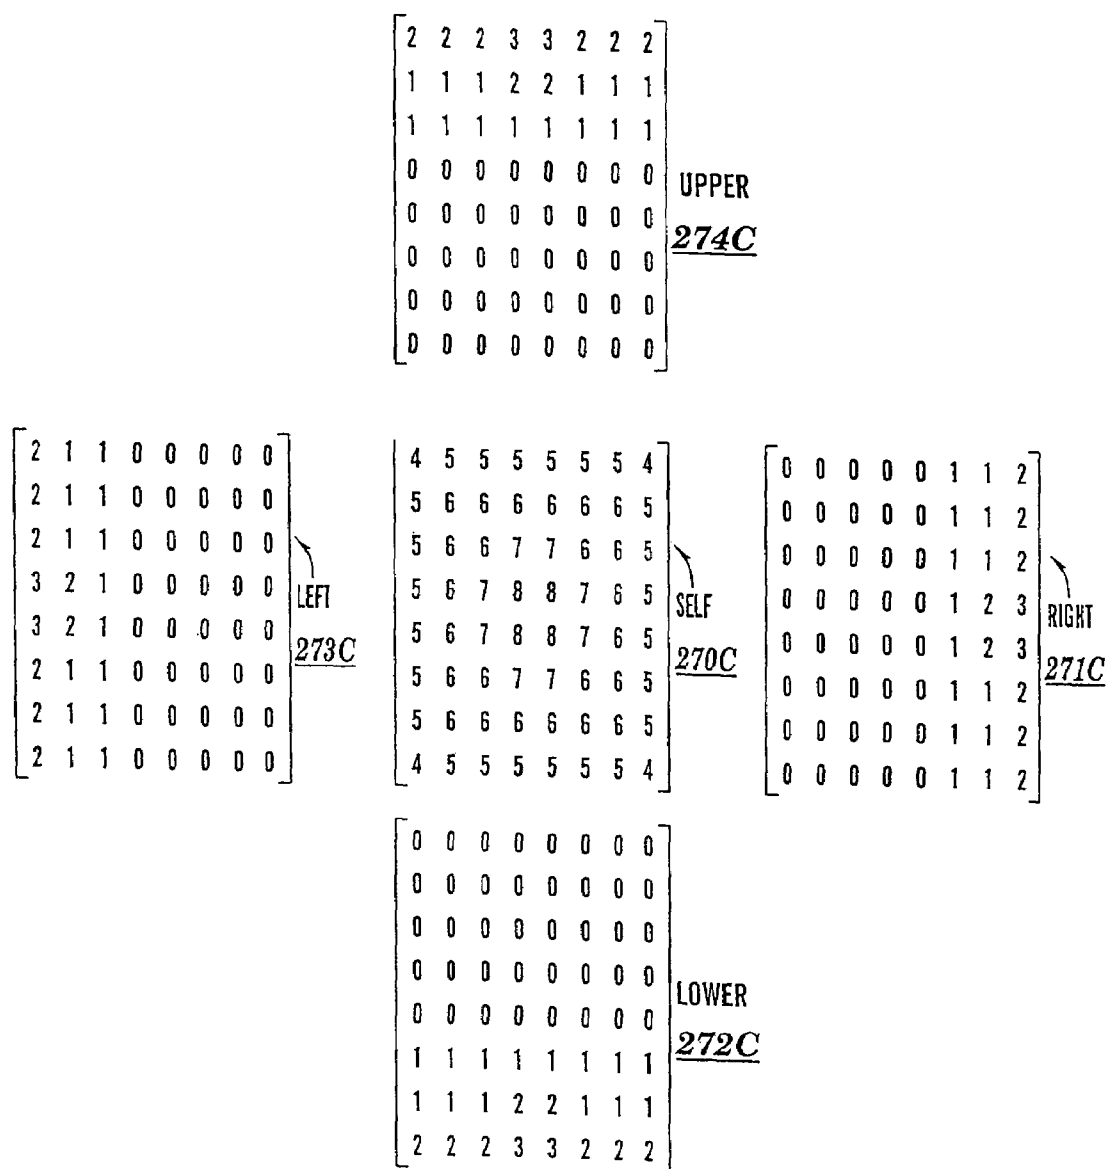 2 2 2 3 3 2 2 2
1 1 1 2 2 1 1 1
1 1 1 1 1 1 1 1
0 0 0 0 0 0 0 0
0 0 0 0 0 0 0 0
0 0 0 0 0 0 0 0
0 0 0 0 0 0 0 0
0 0 0 0 0 0 0 0
UPPER
274C
2 1 1 0 0 0 0 0
2 1 1 0 0 0 0 0
2 1 1 0 0 0 0 0
3 2 1 0 0 0 0 0
3 2 1 0 0 0 0 0
2 1 1 0 0 0 0 0
2 1 1 0 0 0 0 0
2 1 1 0 0 0 0 0
LEFT
273C
4 5 5 5 5 5 5 4
5 6 6 6 6 6 6 5
5 6 6 7 7 6 6 5
5 6 7 8 8 7 6 5
5 6 7 8 8 7 6 5
5 6 6 7 7 6 6 5
5 6 6 6 6 6 6 5
4 5 5 5 5 5 5 4
SELF
270C
0 0 0 0 0 1 1 2
0 0 0 0 0 1 1 2
0 0 0 0 0 1 1 2
0 0 0 0 0 1 2 3
0 0 0 0 0 1 2 3
0 0 0 0 0 1 1 2
0 0 0 0 0 1 1 2
0 0 0 0 0 1 1 2
RIGHT
271C
0 0 0 0 0 0 0 0
0 0 0 0 0 0 0 0
0 0 0 0 0 0 0 0
0 0 0 0 0 0 0 0
0 0 0 0 0 0 0 0
1 1 1 1 1 1 1 1
1 1 1 2 2 1 1 1
2 2 2 3 3 2 2 2
LOWER
272C